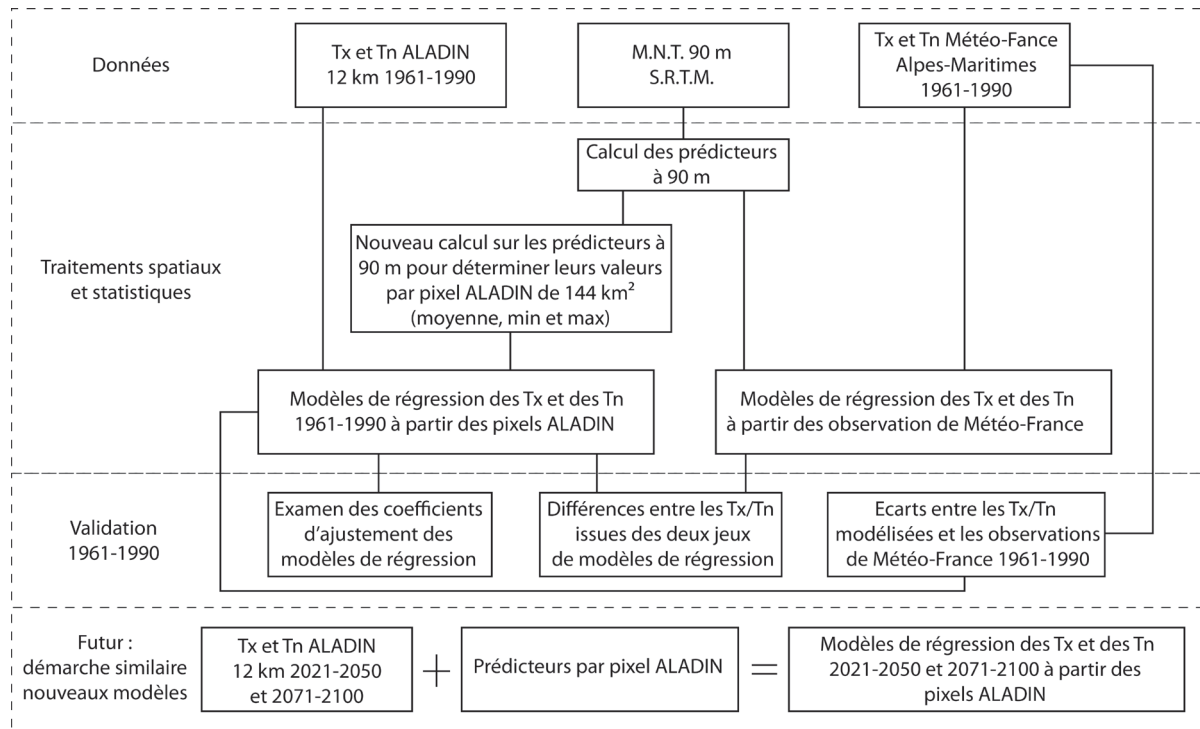 Données
Tx et Tn ALADIN
12 km 1961-1990
M.N.T. 90 m
S.R.T.M.
Tx et Tn Météo-Fance
Alpes-Maritimes
1961-1990
Traitements spatiaux
et statistiques
Calcul des prédicteurs
à 90 m
Nouveau calcul sur les prédicteurs à
90 m pour déterminer leurs valeurs
par pixel ALADIN de 144 km²
(moyenne, min et max)
Modèles de régression des Tx et des Tn
1961-1990 à partir des pixels ALADIN
Modèles de régression des Tx et des Tn
à partir des observation de Météo-France
Validation
1961-1990
Examen des coefficients
d’ajustement des
modèles de régression
Différences entre les Tx/Tn
issues des deux jeux
de modèles de régression
Ecarts entre les Tx/Tn
modélisées et les observations
de Météo-France 1961-1990
Futur :
démarche similaire
nouveaux modèles
Tx et Tn ALADIN
12 km 2021-2050
et 2071-2100
+
Prédicteurs par pixel ALADIN
=
Modèles de régression des Tx et des Tn
2021-2050 et 2071-2100 à partir des
pixels ALADIN